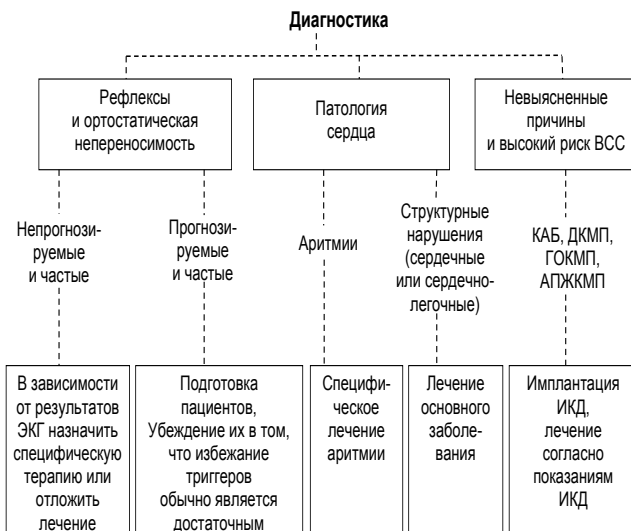 Диагностика
Рефлексы
и ортостатическая
непереносимость
Патология
сердца
Невыясненные
причины
и высокий риск ВСС
Непрогнози-
руемые
и частые
Прогнози-
руемые
и частые
Аритмии
Структурные
нарушения
(сердечные
или сердечно-
легочные)
КАБ, ДКМП,
ГОКМП,
АПЖКМП
В зависимости
от результатов
ЭКГ назначить
специфическую
терапию или
отложить
лечение
Подготовка
пациентов,
Убеждение их в том,
что избежание
триггеров
обычно является
достаточным
Специфи-
ческое
лечение
аритмии
Лечение
основного
заболе-
вания
Имплантация
ИКД,
лечение
согласно
показаниям
ИКД